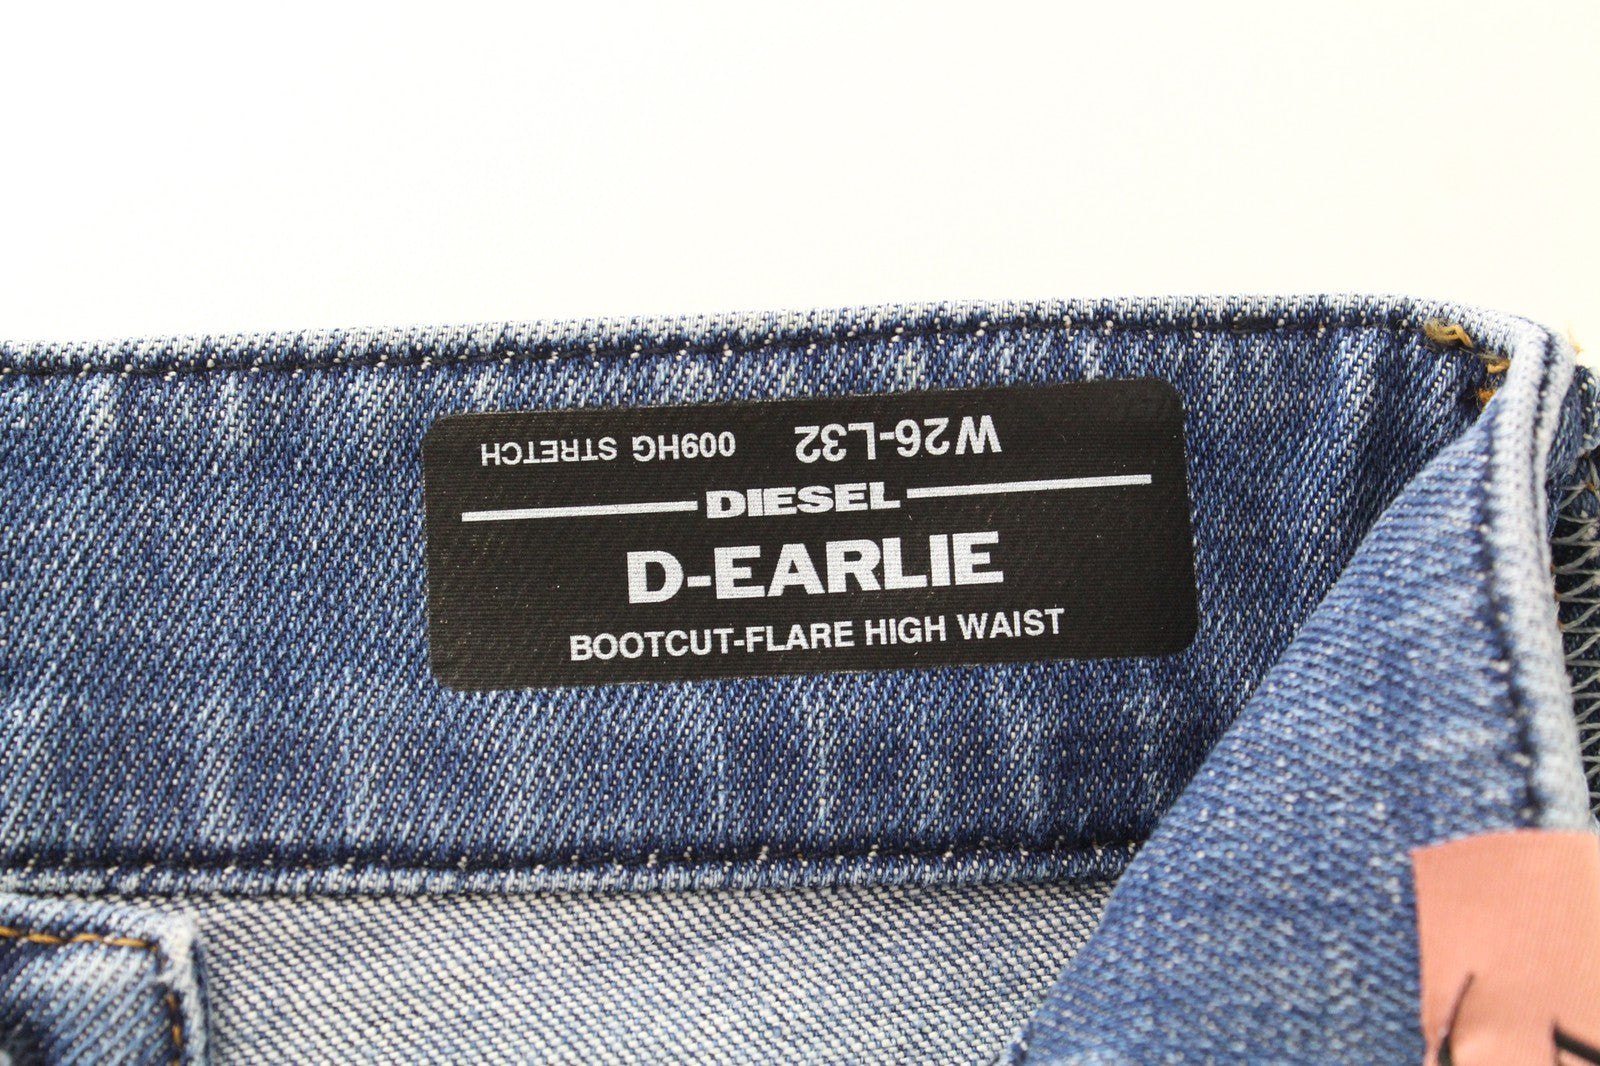 W26-L32 009HG STRETCH
DIESEL
D-EARLIE
BOOTCUT-FLARE HIGH WAIST